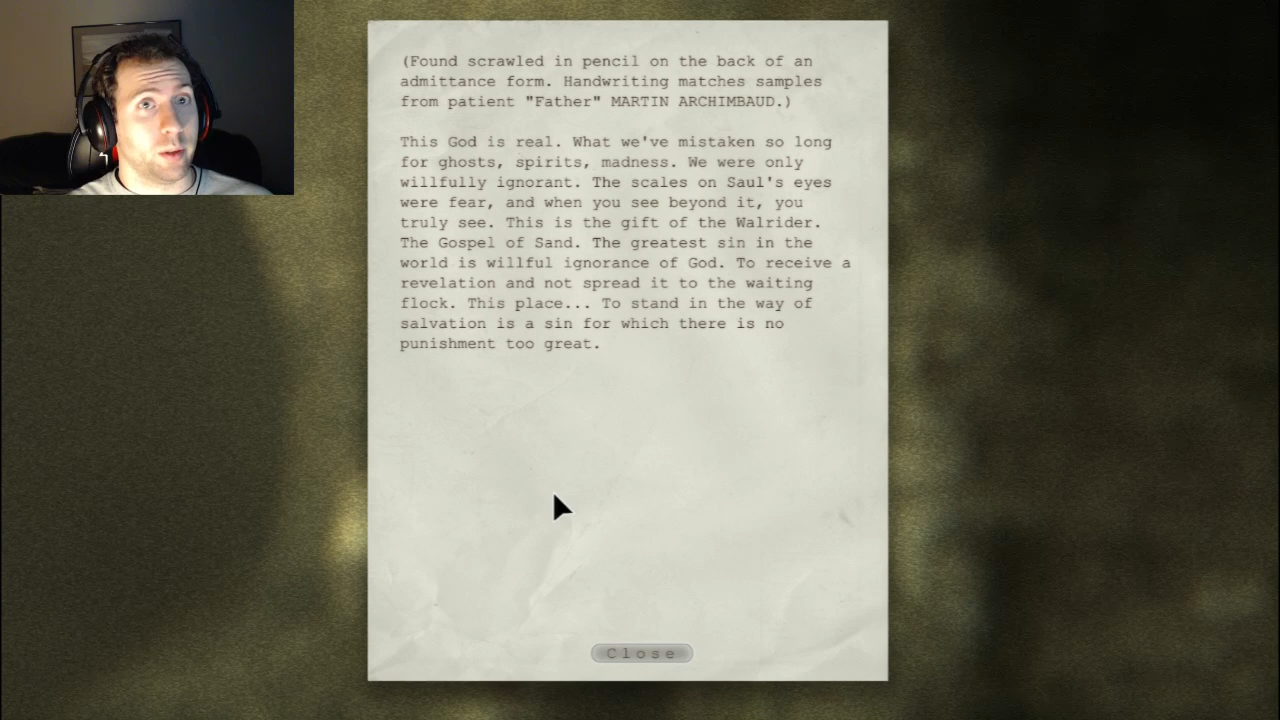 (Found scrawled in pencil on the back of an
admittance form. Handwriting matches samples
from patient "Father" MARTIN ARCHIMBAUD.)
This God is real. What we've mistaken so long
for ghosts, spirits, madness. We were only
willfully ignorant. The scales on Saul's eyes
were fear, and when you see beyond it, you
truly see. This is the gift of the Walrider.
The Gospel of Sand. The greatest sin in the
world is willful ignorance of God. To receive a
revelation and not spread it to the waiting
flock. This place... To stand in the way of
salvation is a sin for which there is no
punishment too great.
Close